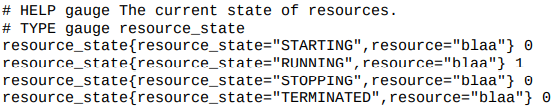 # HELP gauge The current state of resources.
# TYPE gauge resource_state
resource_state{resource_state="STARTING",resource="blaa"} 0
resource_state{resource_state="RUNNING",resource="blaa"} 1
resource_state{resource_state="STOPPING",resource="blaa"} 0
resource_state{resource_state="TERMINATED",resource="blaa"} 0